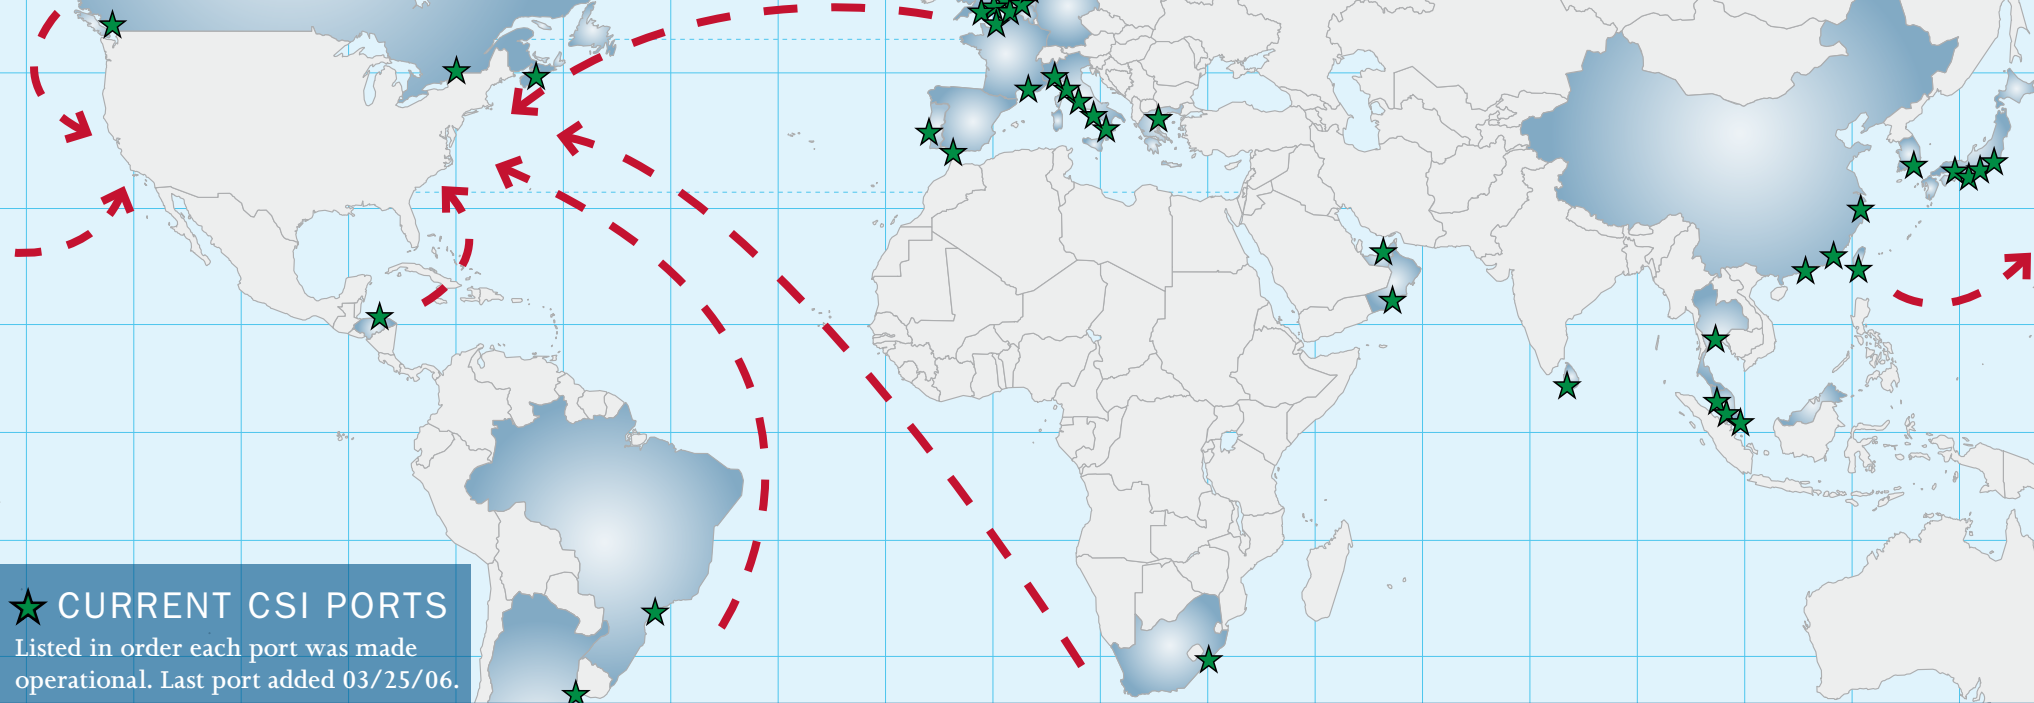 CURRENT CSI PORTS
Listed in order each port was made
operational. Last port added 03/25/06.